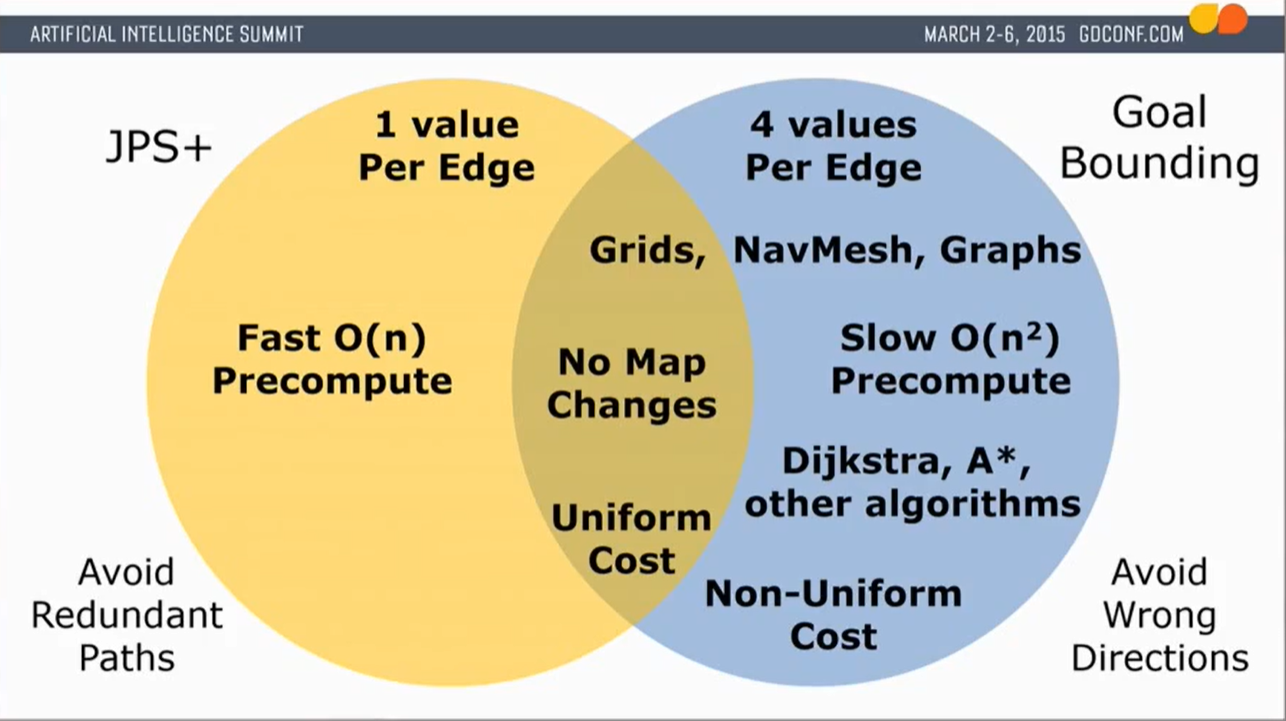 ARTIFICIAL INTELLIGENCE SUMMIT
MARCH 2-6, 2015 GDCONF.COM
JPS+
1 value
Per Edge
4 values
Per Edge
Goal
Bounding
Grids, NavMesh, Graphs
Fast O(n)
Precompute
No Map
Changes
Slow O(n²)
Precompute
Dijkstra, A*,
other algorithms
Uniform
Cost
Non-Uniform
Cost
Avoid
Redundant
Paths
Avoid
Wrong
Directions